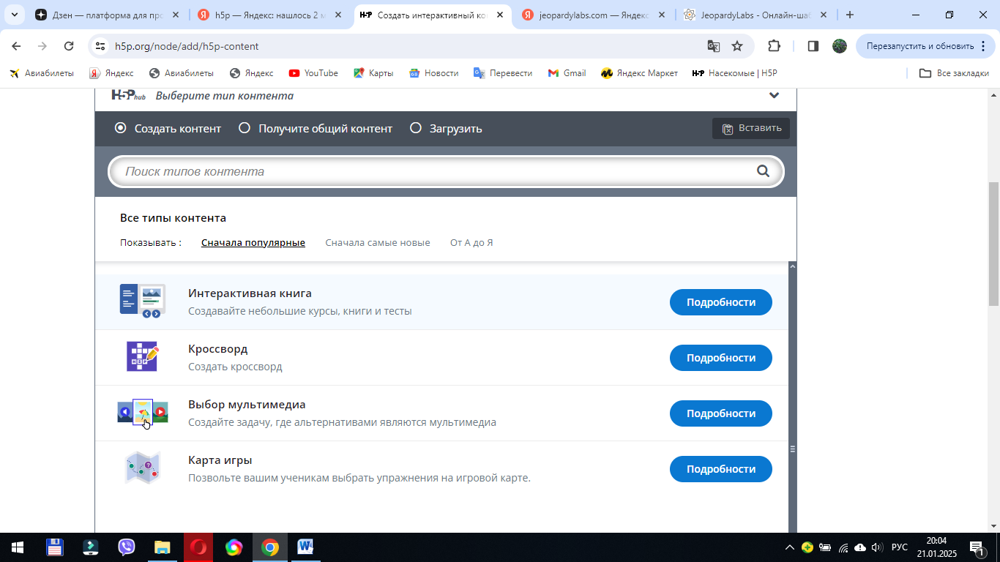 Дзен — платформа для про
h5p — Яндекс: нашлось 2 м
Создать интерактивный ко
jeopardylabs.com — Яндекс
JeopardyLabs - Онлайн-шаб
h5p.org/node/add/h5p-content
Перезапустить и обновить
Авиабилеты
Яндекс
Авиабилеты
Яндекс
YouTube
Карты
Новости
Перевести
Gmail
Яндекс Маркет
Насекомые | H5P
Все закладки
H5P hub Выберите тип контента
Создать контент
Получите общий контент
Загрузить
Вставить
Поиск типов контента
Все типы контента
Показывать :
Сначала популярные
Сначала самые новые
От А до Я
Интерактивная книга
Создавайте небольшие курсы, книги и тесты
Подробности
Кроссворд
Создать кроссворд
Подробности
Выбор мультимедиа
Создайте задачу, где альтернативами являются мультимедиа
Подробности
Карта игры
Позвольте вашим ученикам выбрать упражнения на игровой карте.
Подробности
РУС
20:04
21.01.2025
1